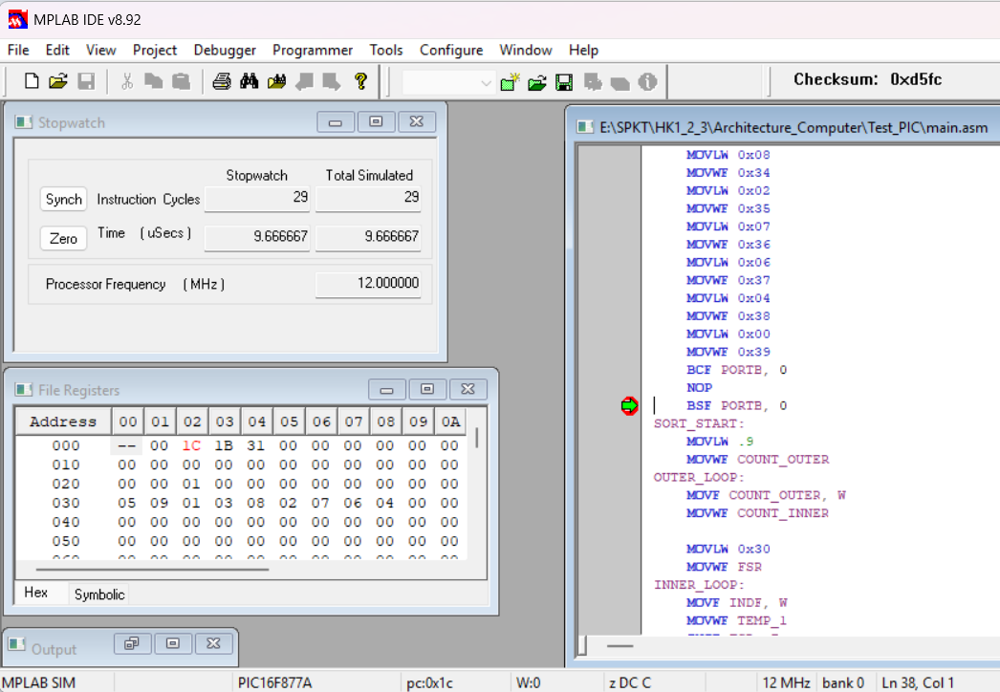 MPLAB IDE v8.92
File Edit View Project Debugger Programmer Tools Configure Window Help
Checksum: 0xd5fc
Stopwatch
Stopwatch Total Simulated
Synch Instruction Cycles 29 29
Zero Time (uSecs) 9.666667 9.666667
Processor Frequency (MHz) 12.000000
File Registers
Address 00 01 02 03 04 05 06 07 08 09 0A
000 -- 00 1C 1B 31 00 00 00 00 00 00
010 00 00 00 00 00 00 00 00 00 00 00
020 00 00 01 00 00 00 00 00 00 00 00
030 05 09 01 03 08 02 07 06 04 00 00
040 00 00 00 00 00 00 00 00 00 00 00
050 00 00 00 00 00 00 00 00 00 00 00
Hex Symbolic
Output
E:\SPKT\HK1_2_3\Architecture_Computer\Test_PIC\main.asm
MOVLW 0x08
MOVWF 0x34
MOVLW 0x02
MOVWF 0x35
MOVLW 0x07
MOVWF 0x36
MOVLW 0x06
MOVWF 0x37
MOVLW 0x04
MOVWF 0x38
MOVLW 0x00
MOVWF 0x39
BCF PORTB, 0
NOP
BSF PORTB, 0
SORT_START:
MOVLW .9
MOVWF COUNT_OUTER
OUTER_LOOP:
MOVF COUNT_OUTER, W
MOVWF COUNT_INNER
MOVLW 0x30
MOVWF FSR
INNER_LOOP:
MOVF INDF, W
MOVWF TEMP_1
MPLAB SIM PIC16F877A pc:0x1c W:0 z DC C 12 MHz bank 0 Ln 38, Col 1